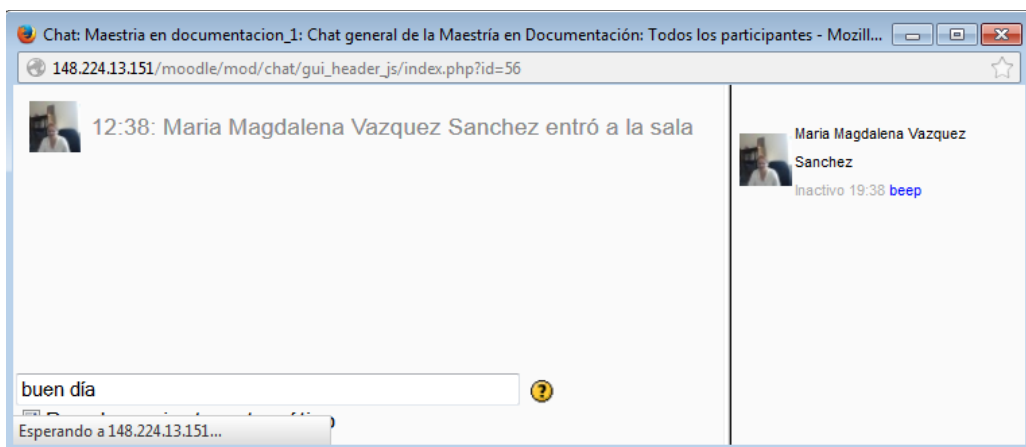 Chat: Maestria en documentacion_1: Chat general de la Maestría en Documentación: Todos los participantes - Mozill...
148.224.13.151/moodle/mod/chat/gui_header_js/index.php?id=56
12:38: Maria Magdalena Vazquez Sanchez entró a la sala
Maria Magdalena Vazquez
Sanchez
Inactivo 19:38 beep
buen día
Esperando a 148.224.13.151...